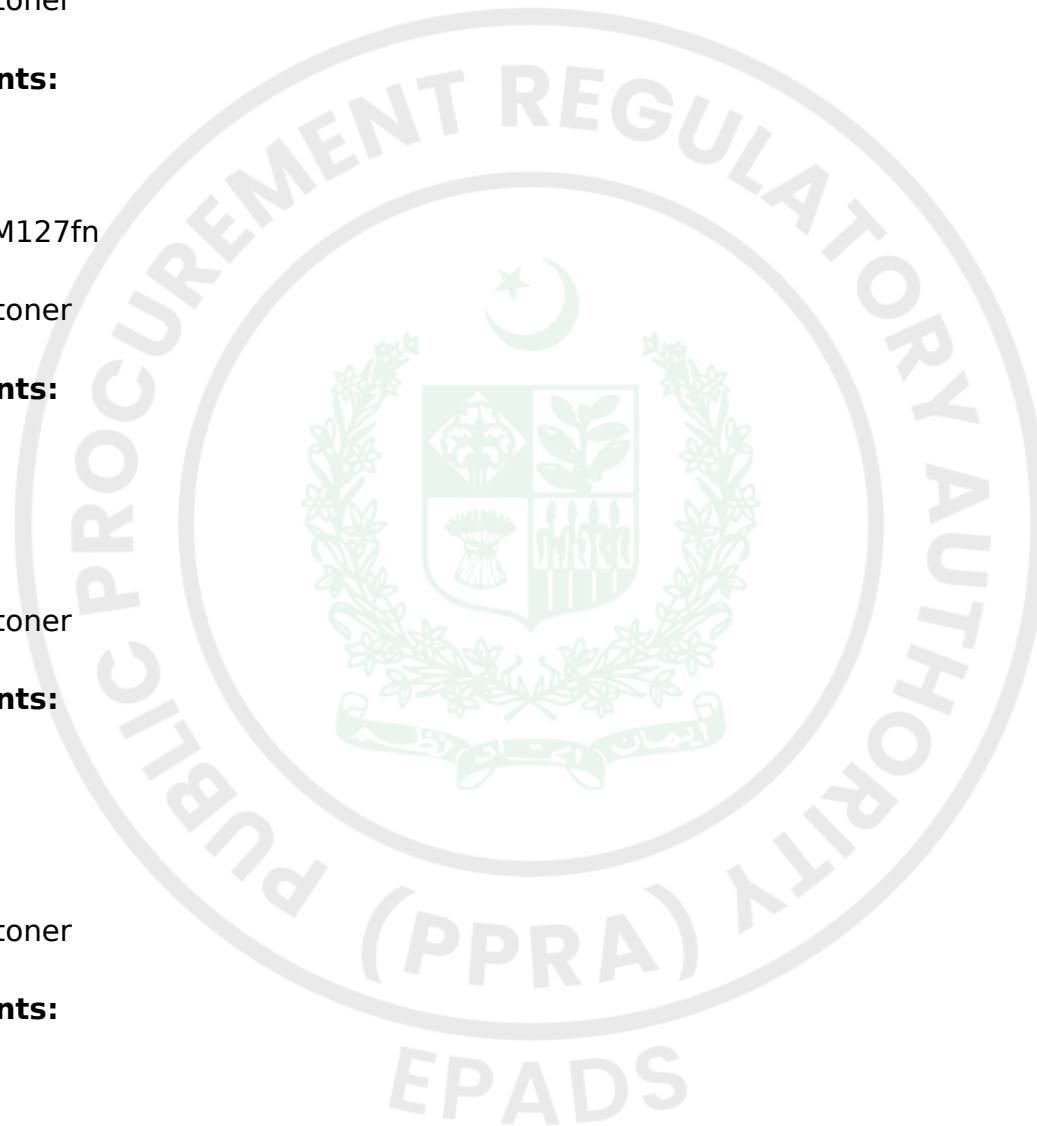 toner
nts:
M127fn
toner
nts:
toner
nts:
toner
nts:
PUBLIC PROCUREMENT REGULATORY AUTHORITY
(PPRA)
EPADS